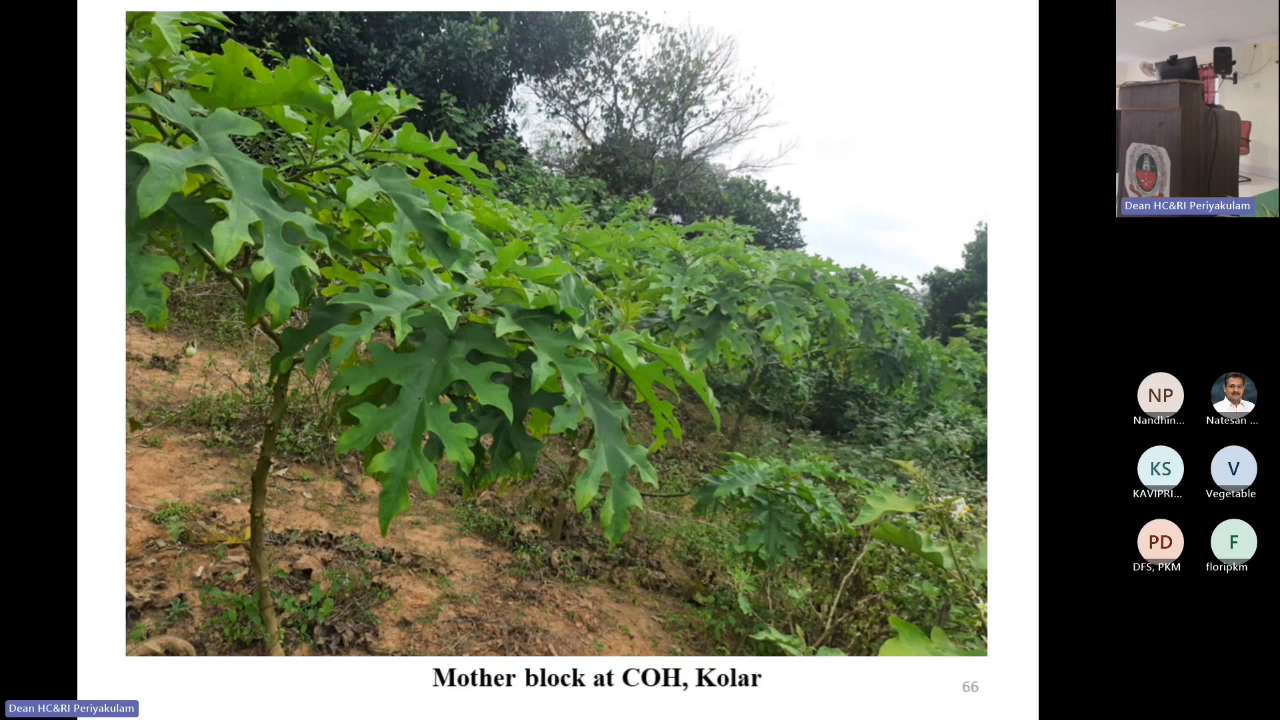 Mother block at COH, Kolar
66
Dean HC&RI Periyakulam
Dean HC&RI Periyakulam
NP
Nandhin...
Natesan ...
KS
KAVIPRI...
V
Vegetable
PD
DFS, PKM
F
floripkm